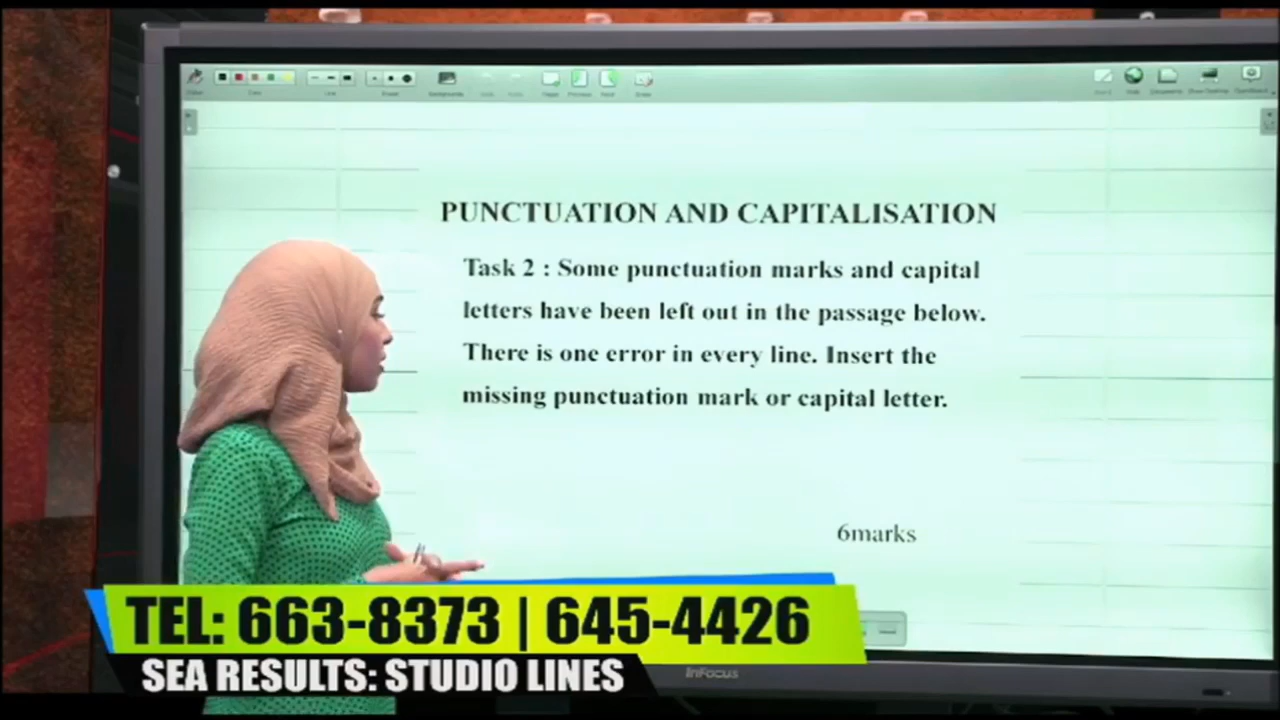 PUNCTUATION AND CAPITALISATION
Task 2 : Some punctuation marks and capital
letters have been left out in the passage below.
There is one error in every line. Insert the
missing punctuation mark or capital letter.
6marks
TEL: 663-8373 | 645-4426
SEA RESULTS: STUDIO LINES
InFocus